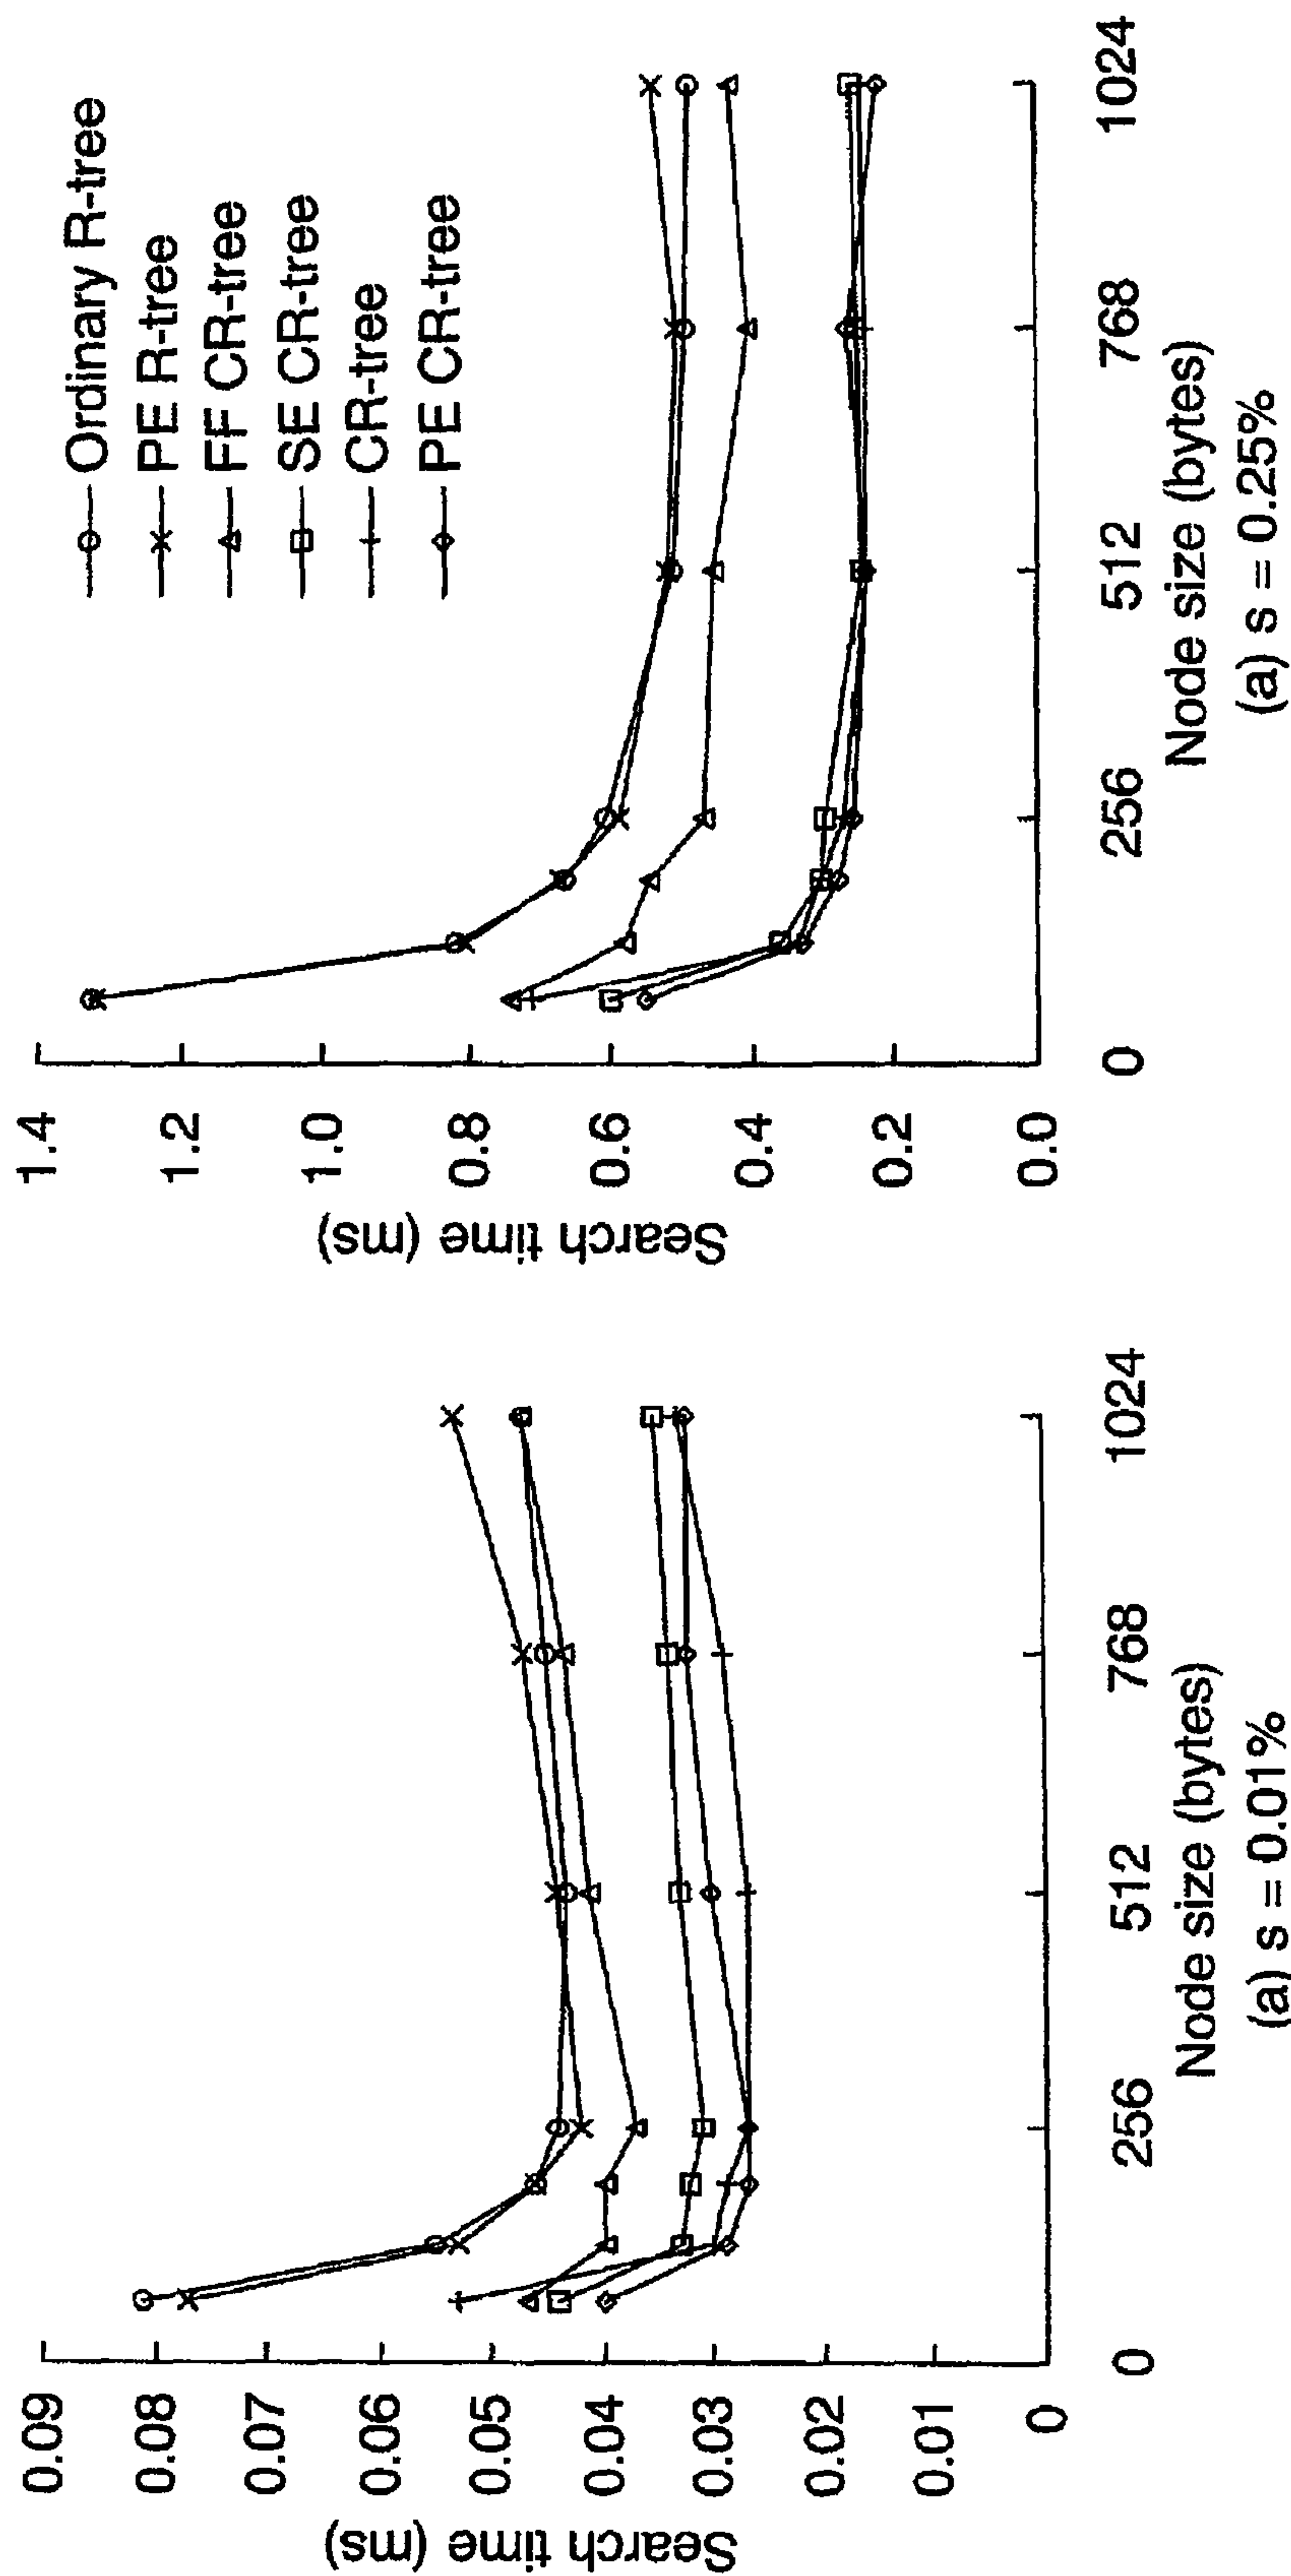 0.09
0.08
0.07
0.06
0.05
0.04
0.03
0.02
0.01
0
Search time (ms)
0
256
512
768
1024
Node size (bytes)
(a) s = 0.01%
1.4
1.2
1.0
0.8
0.6
0.4
0.2
0.0
Search time (ms)
0
256
512
768
1024
Node size (bytes)
(a) s = 0.25%
Ordinary R-tree
PE R-tree
FF CR-tree
SE CR-tree
CR-tree
PE CR-tree